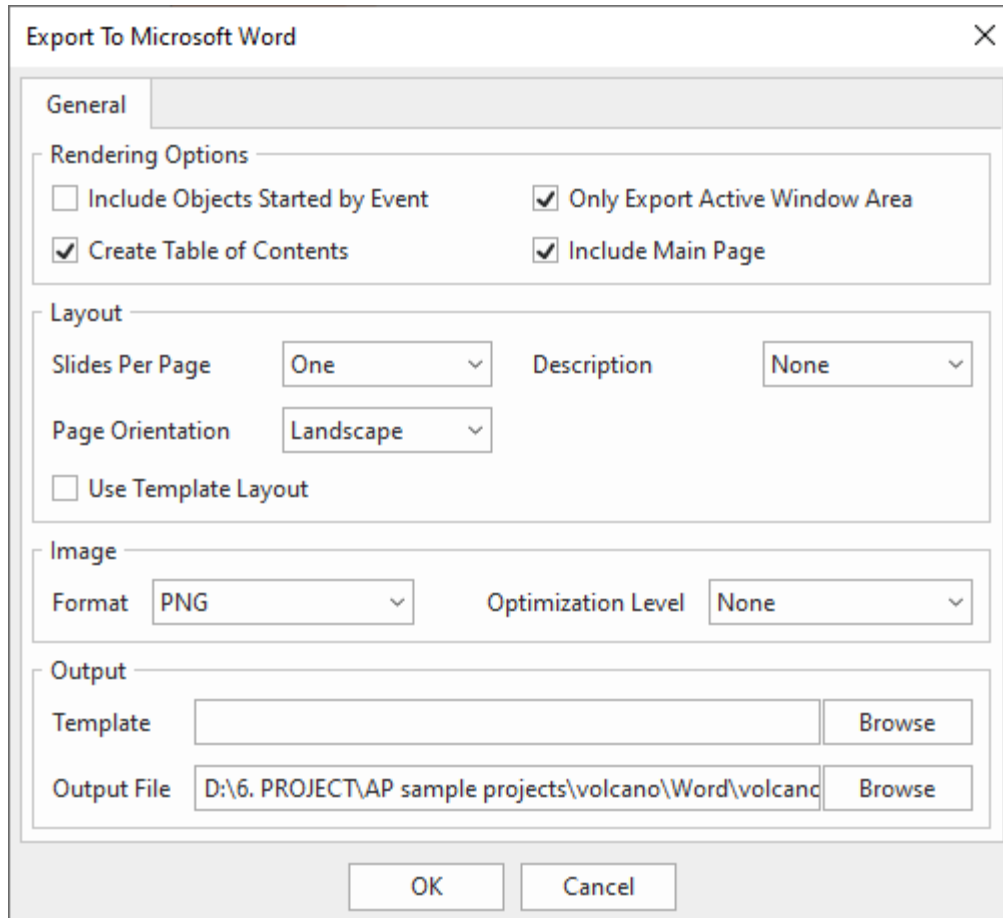 Export To Microsoft Word
General
Rendering Options
Include Objects Started by Event
Only Export Active Window Area
Create Table of Contents
Include Main Page
Layout
Slides Per Page
One
Description
None
Page Orientation
Landscape
Use Template Layout
Image
Format
PNG
Optimization Level
None
Output
Template
Browse
Output File
D:\6. PROJECT\AP sample projects\volcano\Word\volcano
Browse
OK
Cancel